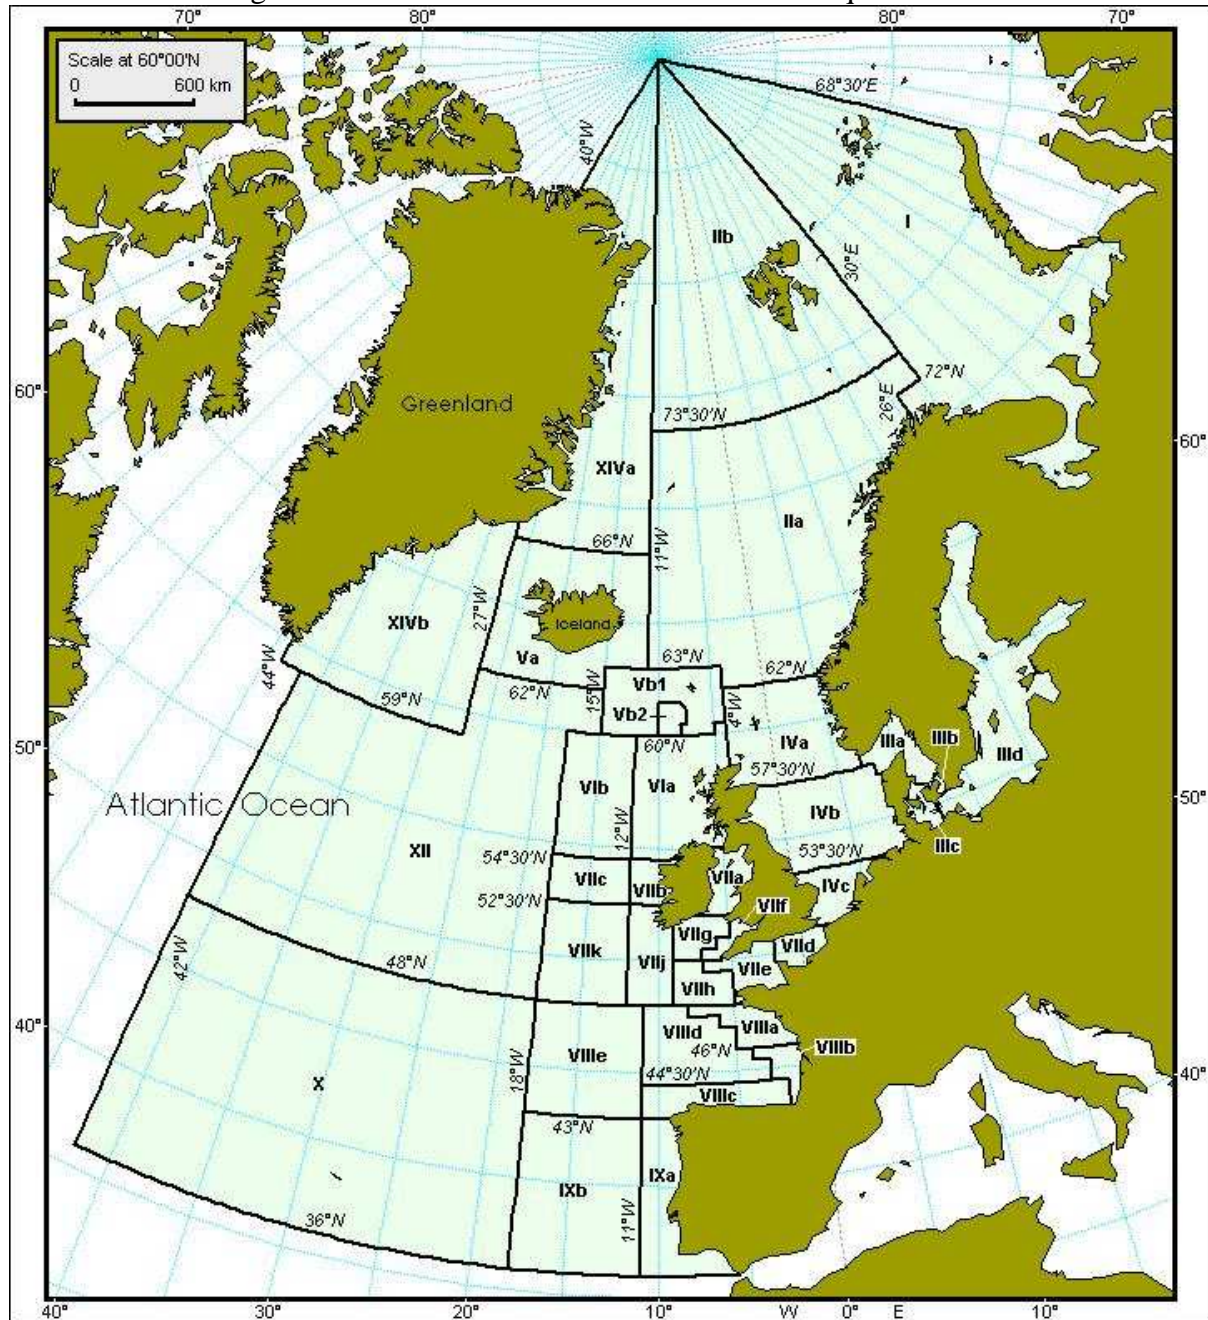 70°
80°
80°
70°
Scale at 60°00'N
0 600 km
68°30'E
40°W
I
IIb
30°E
60°
Greenland
72°N
26°E
73°30'N
60°
XIVa
IIa
66°N
11°W
27°W
Iceland
XIVb
Va
63°N
62°N
44°W
59°N
62°N
15°W
Vb1
4°W
Vb2
60°N
IVa
IIIa
IIIb
IIId
50°
57°30'N
VIb
VIa
50°
Atlantic Ocean
IVb
12°W
53°30'N
IIIc
XII
54°30'N
VIIc
VIIb
VIIa
IVc
52°30'N
VIIf
VIIg
VIId
42°W
48°N
VIIk
VIIj
VIIe
VIIh
40°
VIIId
VIIIa
VIIIb
VIIIe
46°N
18°W
44°30'N
40°
X
VIIIc
43°N
IXa
IXb
36°N
11°W
40°
30°
20°
10°
W
0°
E
10°